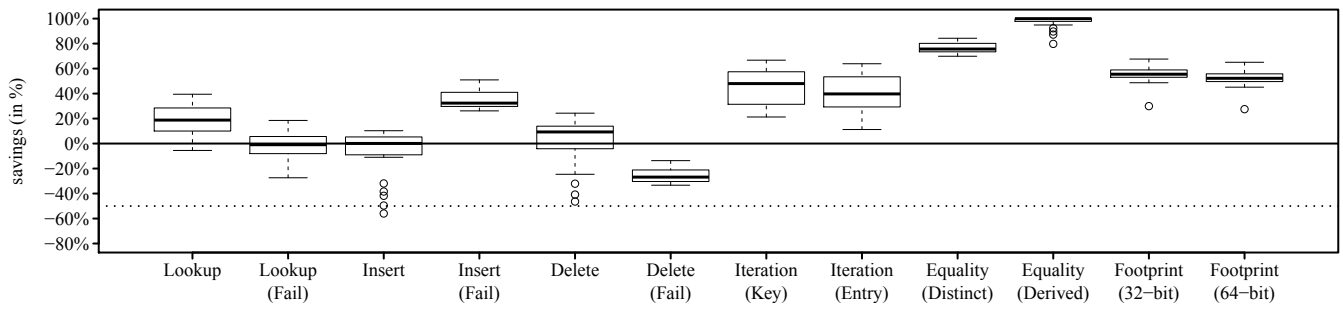 100%
80%
60%
40%
20%
0%
−20%
−40%
−60%
−80%
savings (in %)
Lookup
Lookup
(Fail)
Insert
Insert
(Fail)
Delete
Delete
(Fail)
Iteration
(Key)
Iteration
(Entry)
Equality
(Distinct)
Equality
(Derived)
Footprint
(32−bit)
Footprint
(64−bit)